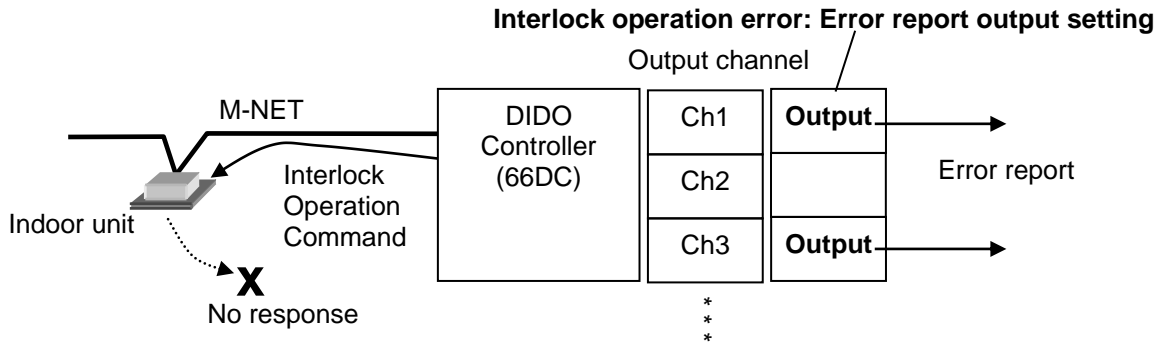 Interlock operation error: Error report output setting
Output channel
M-NET
DIDO
Controller
(66DC)
Ch1
Output
Ch2
Error report
Interlock
Operation
Command
Indoor unit
Ch3
Output
X
No response
*
*
*